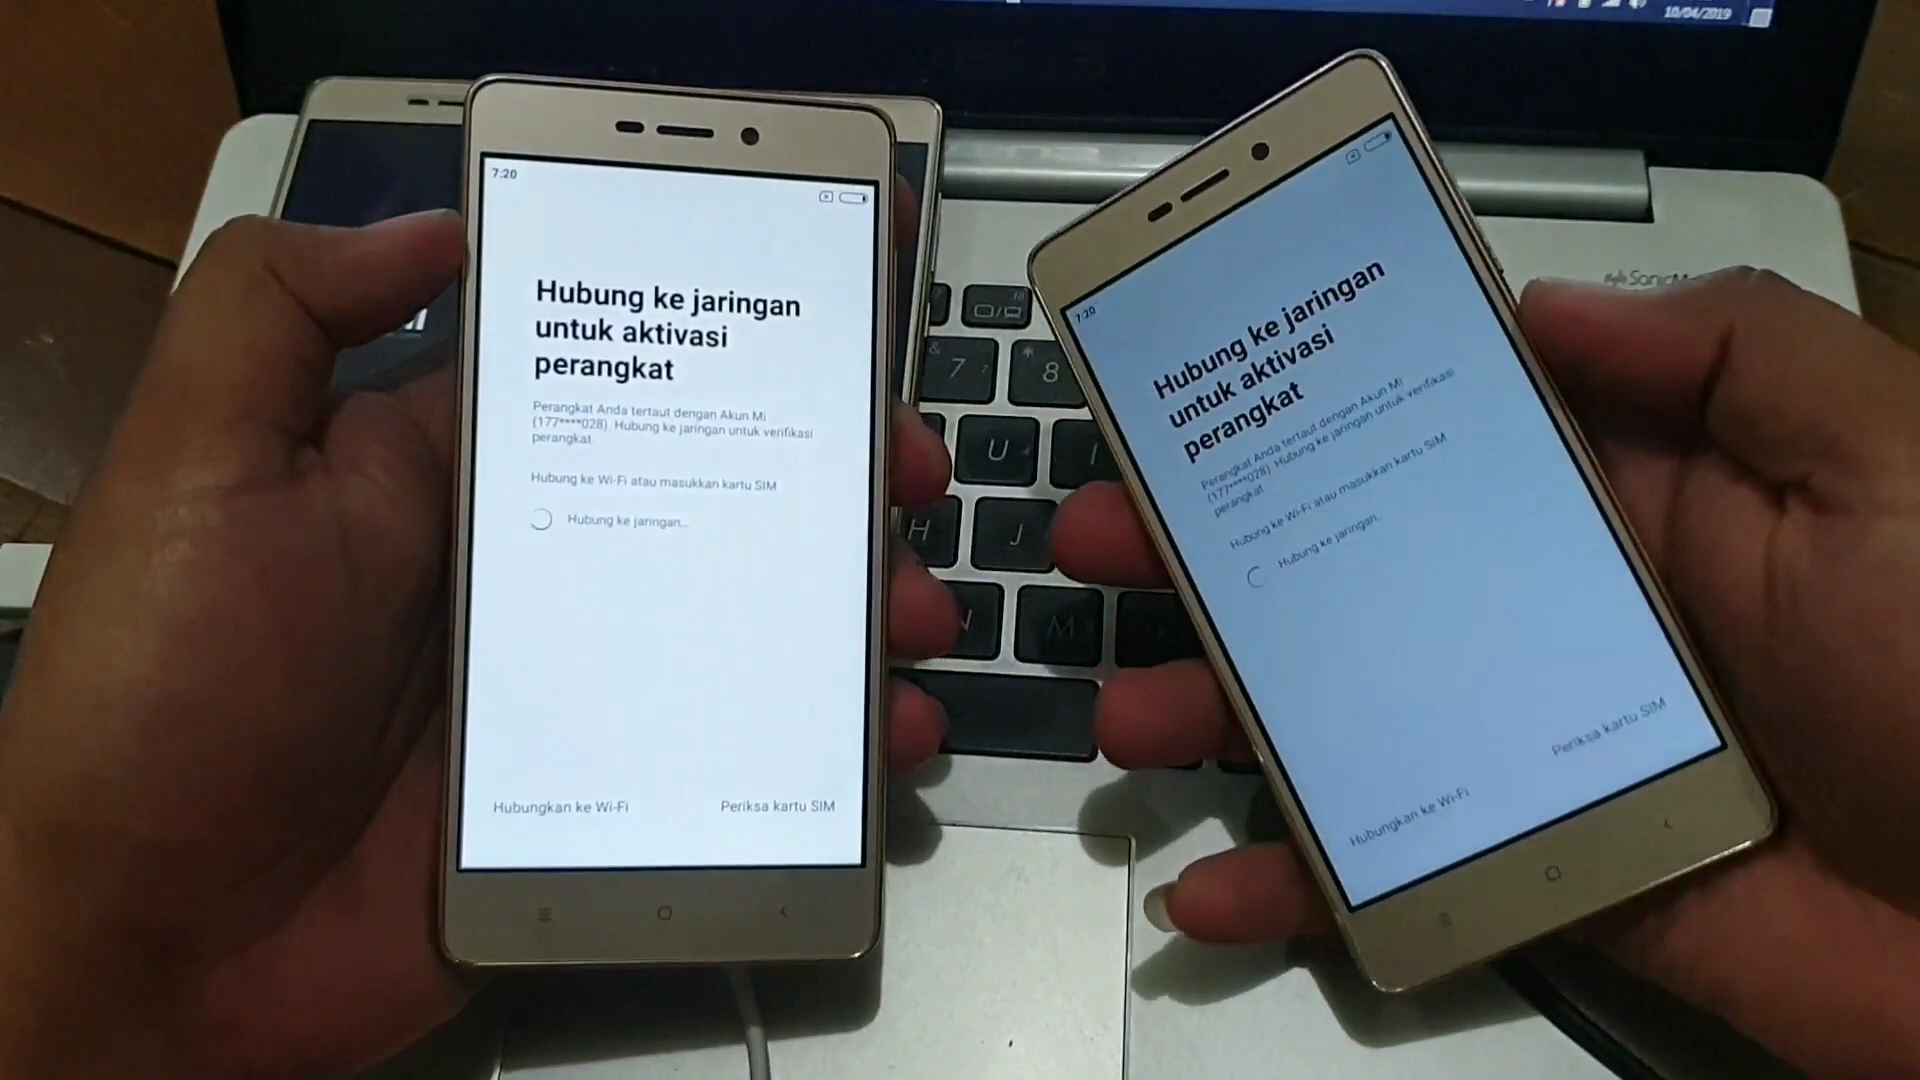 10/04/2019
7:20
Hubung ke jaringan
untuk aktivasi
perangkat
Perangkat Anda tertaut dengan Akun Mi
(177****028). Hubung ke jaringan untuk verifikasi
perangkat.
Hubung ke Wi-Fi atau masukkan kartu SIM
Hubung ke jaringan...
Hubungkan ke Wi-Fi
Periksa kartu SIM
7:20
Hubung ke jaringan
untuk aktivasi
perangkat
Perangkat Anda tertaut dengan Akun Mi
(177****028). Hubung ke jaringan untuk verifikasi
perangkat
Hubung ke Wi-Fi atau masukkan kartu SIM
Hubung ke jaringan..
Hubungkan ke Wi-Fi
Periksa kartu SIM
f8
& 7 7
* 8
U
I
H
J
N
M